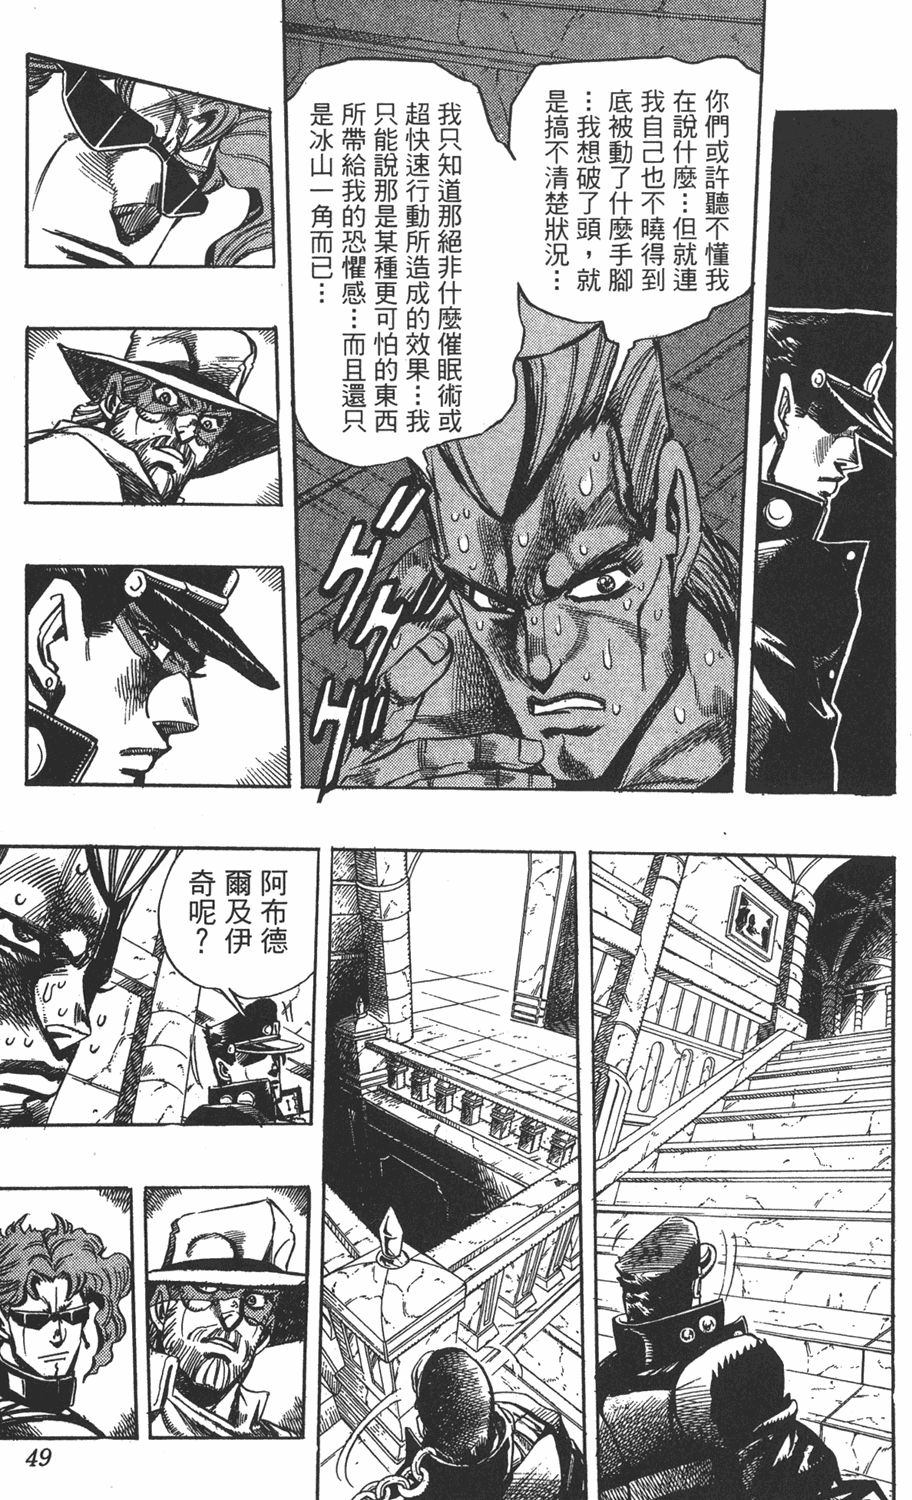 你們或許聽不懂我
在說什麼…但就連
我自己也不曉得到
底被動了什麼手腳
…我想破了頭，就
是搞不清楚狀況…
我只知道那絕非什麼催眠術或
超快速行動所造成的效果…我
只能說那是某種更可怕的東西
所帶給我的恐懼感…而且還只
是冰山一角而已…
ゴゴゴゴ
阿布德
爾及伊
奇呢？
49